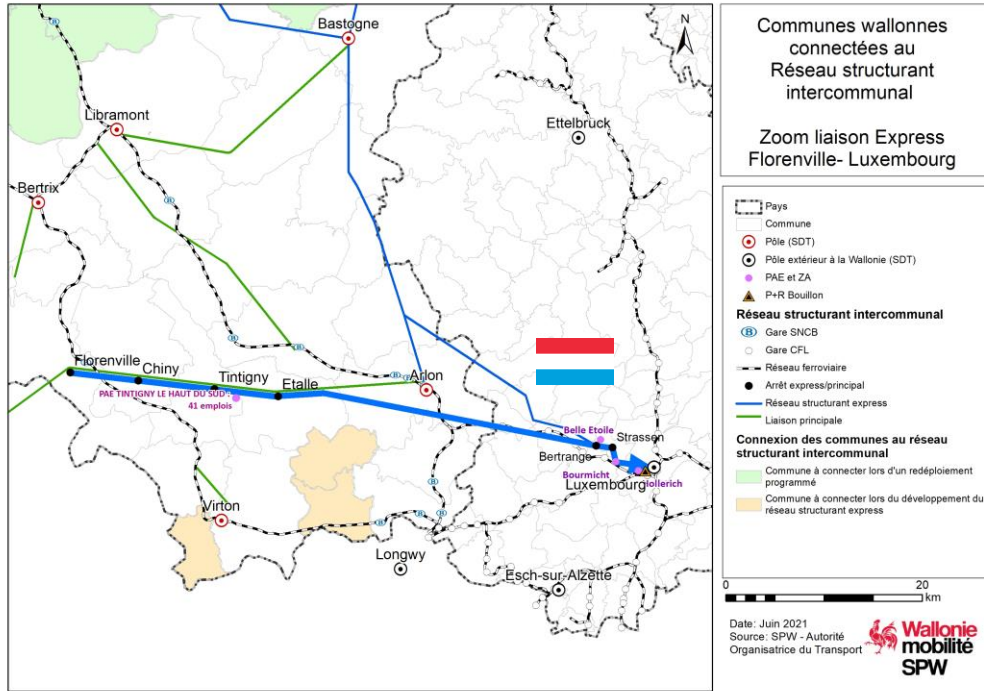 Communes wallonnes
connectées au
Réseau structurant
intercommunal
Zoom liaison Express
Florenville- Luxembourg
N
Bastogne
Libramont
Ettelbruck
Bertrix
Florenville
Chiny
Tintigny
Etalle
Arlon
PAE TINTIGNY LE HAUT DU SUD :
41 emplois
Belle Etoile
Strassen
Bertrange
Bourmicht
Luxembourg
Hollerich
Virton
Longwy
Esch-sur-Alzette
Pays
Commune
Pôle (SDT)
Pôle extérieur à la Wallonie (SDT)
PAE et ZA
P+R Bouillon
Réseau structurant intercommunal
B Gare SNCB
Gare CFL
Réseau ferroviaire
Arrêt express/principal
Réseau structurant express
Liaison principale
Connexion des communes au réseau
structurant intercommunal
Commune à connecter lors d'un redéploiement
programmé
Commune à connecter lors du développement du
réseau structurant express
0 20
km
Date: Juin 2021
Source: SPW - Autorité
Organisatrice du Transport
Wallonie
mobilité
SPW